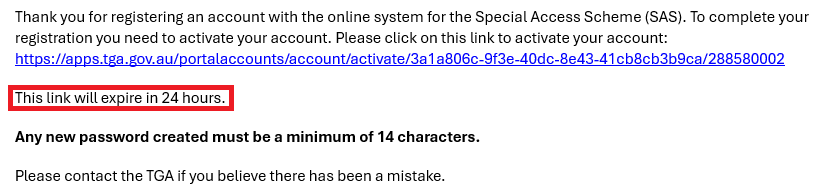 Thank you for registering an account with the online system for the Special Access Scheme (SAS). To complete your
registration you need to activate your account. Please click on this link to activate your account:
https://apps.tga.gov.au/portalaccounts/account/activate/3a1a806c-9f3e-40dc-8e43-41cb8cb3b9ca/288580002
This link will expire in 24 hours.
Any new password created must be a minimum of 14 characters.
Please contact the TGA if you believe there has been a mistake.